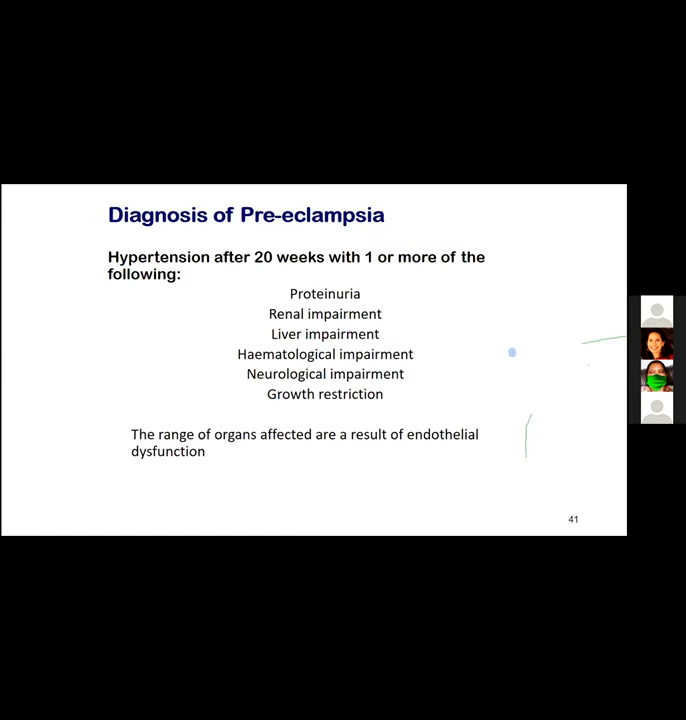 Diagnosis of Pre-eclampsia
Hypertension after 20 weeks with 1 or more of the
following:
Proteinuria
Renal impairment
Liver impairment
Haematological impairment
Neurological impairment
Growth restriction
The range of organs affected are a result of endothelial
dysfunction
41